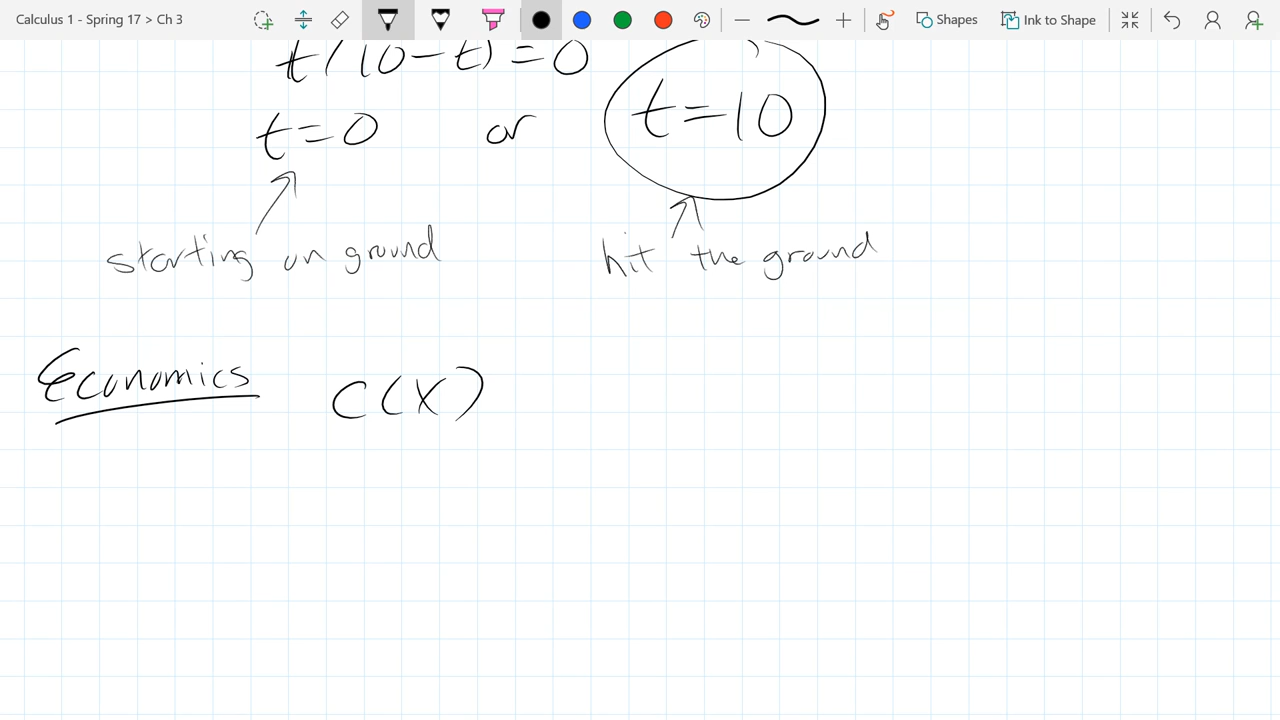 Calculus 1 - Spring 17 > Ch 3 Shapes Ink to Shape
t(10-t)=0
t=0 or t=10
starting on ground hit the ground
Economics C(x)